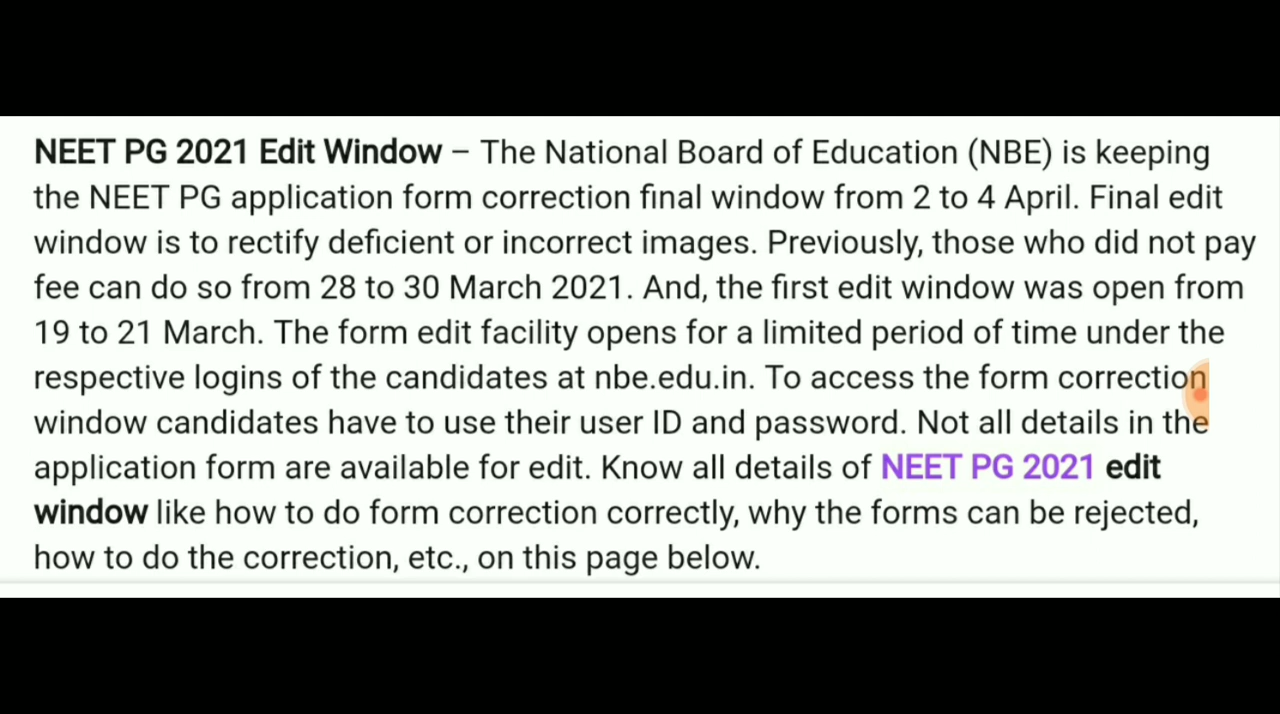 NEET PG 2021 Edit Window – The National Board of Education (NBE) is keeping
the NEET PG application form correction final window from 2 to 4 April. Final edit
window is to rectify deficient or incorrect images. Previously, those who did not pay
fee can do so from 28 to 30 March 2021. And, the first edit window was open from
19 to 21 March. The form edit facility opens for a limited period of time under the
respective logins of the candidates at nbe.edu.in. To access the form correction
window candidates have to use their user ID and password. Not all details in the
application form are available for edit. Know all details of NEET PG 2021 edit
window like how to do form correction correctly, why the forms can be rejected,
how to do the correction, etc., on this page below.